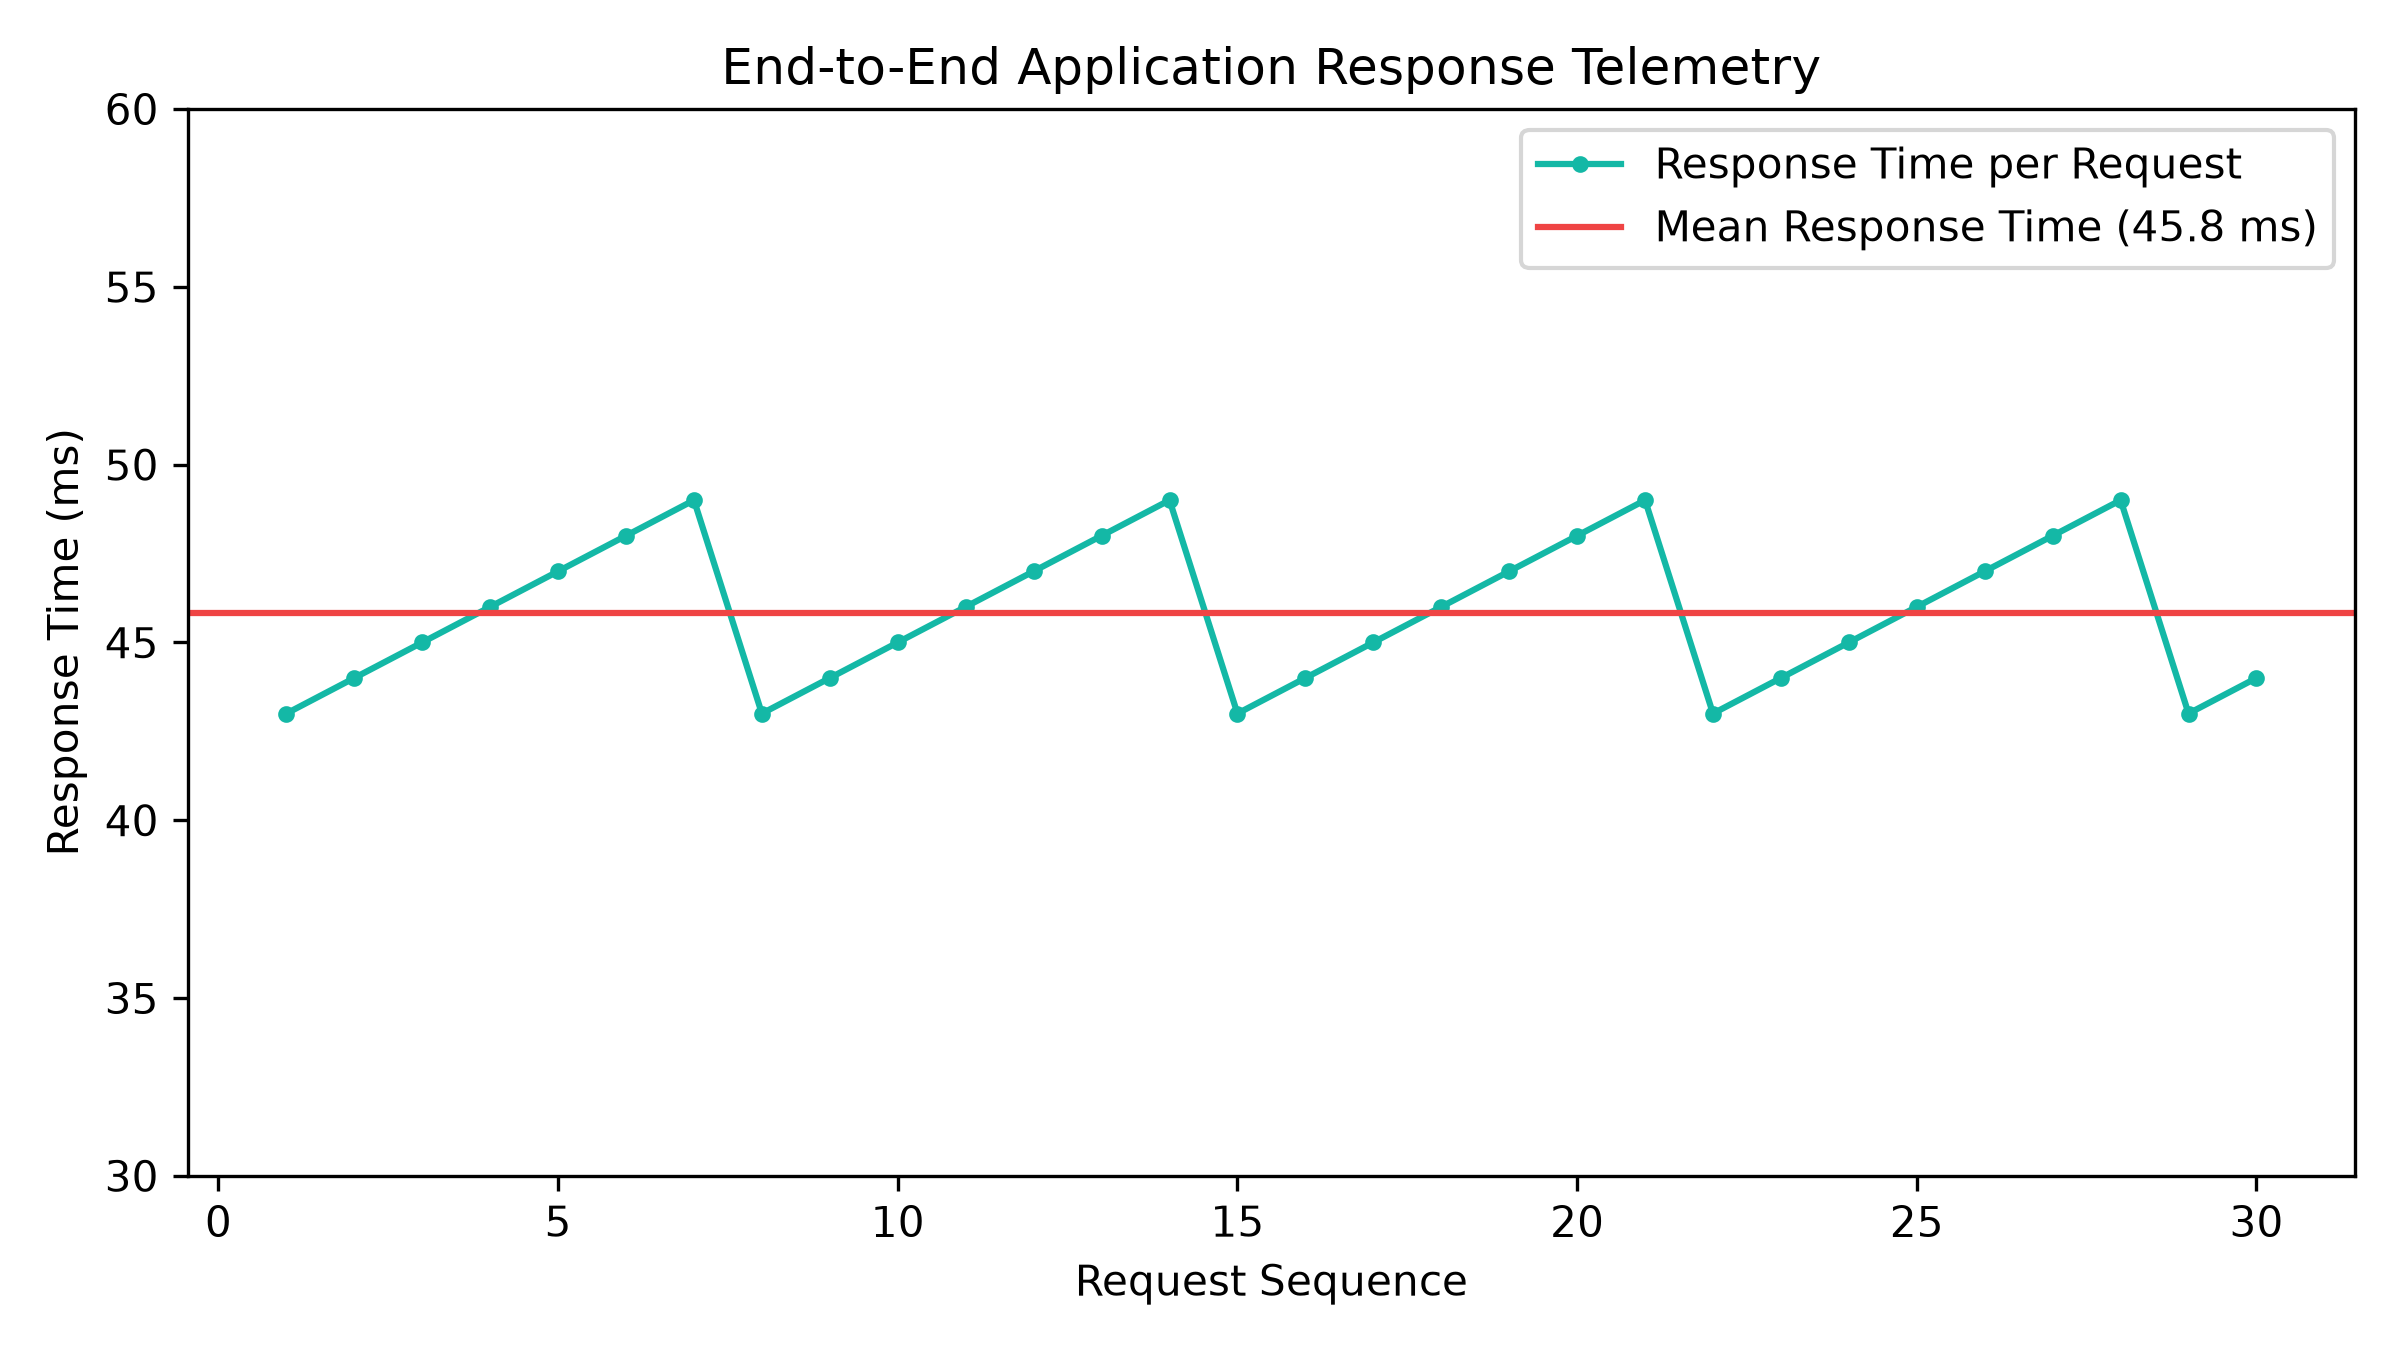 End-to-End Application Response Telemetry
60
55
50
45
40
35
30
Response Time (ms)
Response Time per Request
Mean Response Time (45.8 ms)
0 5 10 15 20 25 30
Request Sequence